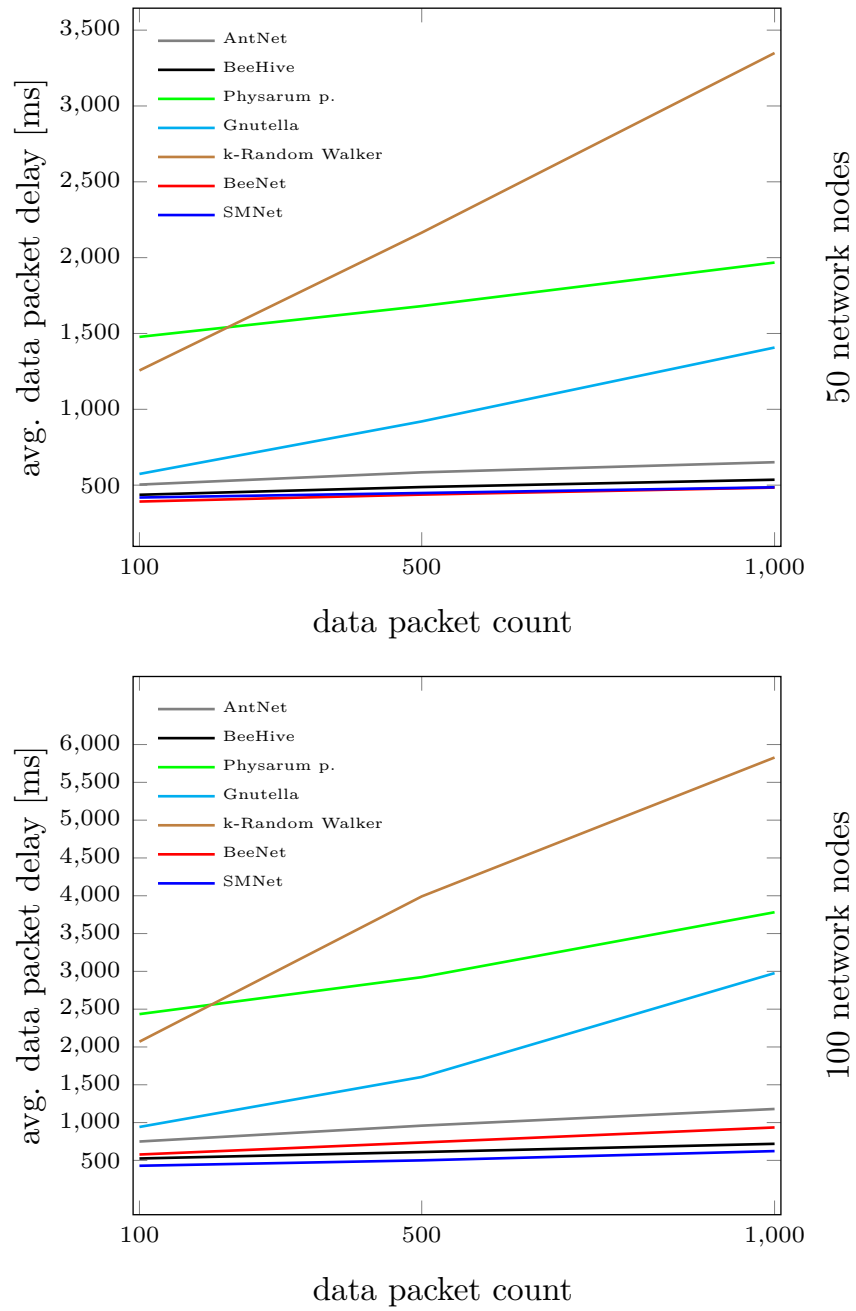 3,500
3,000
2,500
2,000
1,500
1,000
500
avg. data packet delay [ms]
AntNet
BeeHive
Physarum p.
Gnutella
k-Random Walker
BeeNet
SMNet
100
500
1,000
data packet count
50 network nodes
6,000
5,500
5,000
4,500
4,000
3,500
3,000
2,500
2,000
1,500
1,000
500
avg. data packet delay [ms]
AntNet
BeeHive
Physarum p.
Gnutella
k-Random Walker
BeeNet
SMNet
100
500
1,000
data packet count
100 network nodes